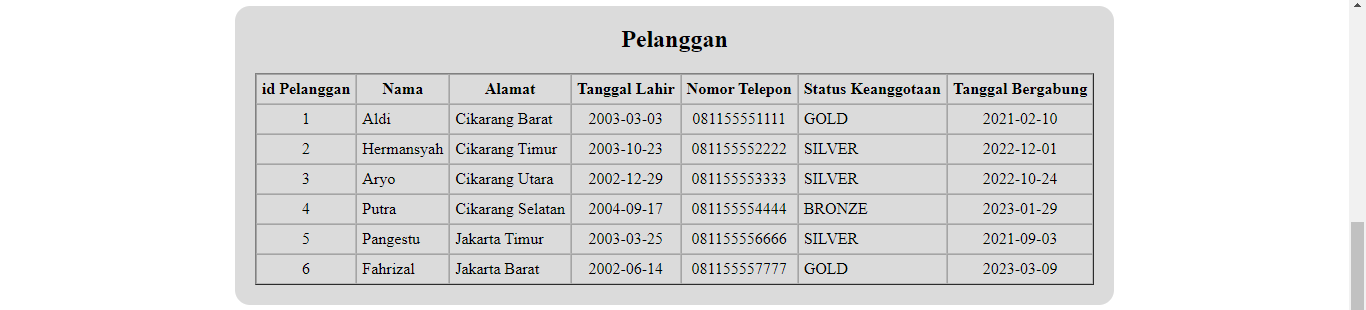 Pelanggan
id Pelanggan Nama Alamat Tanggal Lahir Nomor Telepon Status Keanggotaan Tanggal Bergabung
1 Aldi Cikarang Barat 2003-03-03 081155551111 GOLD 2021-02-10
2 Hermansyah Cikarang Timur 2003-10-23 081155552222 SILVER 2022-12-01
3 Aryo Cikarang Utara 2002-12-29 081155553333 SILVER 2022-10-24
4 Putra Cikarang Selatan 2004-09-17 081155554444 BRONZE 2023-01-29
5 Pangestu Jakarta Timur 2003-03-25 081155556666 SILVER 2021-09-03
6 Fahrizal Jakarta Barat 2002-06-14 081155557777 GOLD 2023-03-09